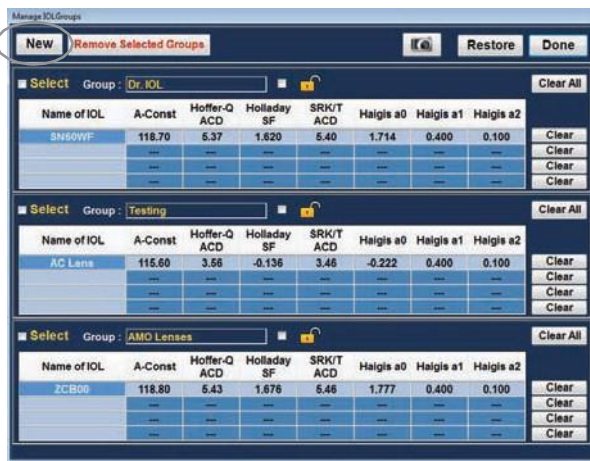 Manage IOLGroups
New Remove Selected Groups Restore Done
Select Group : Dr. IOL Clear All
Name of IOL A-Const Hoffer-Q ACD Holladay SF SRK/T ACD Haigis a0 Haigis a1 Haigis a2
SN60WF 118.70 5.37 1.620 5.40 1.714 0.400 0.100 Clear
--- --- --- --- --- --- --- Clear
--- --- --- --- --- --- --- Clear
--- --- --- --- --- --- --- Clear
Select Group : Testing Clear All
Name of IOL A-Const Hoffer-Q ACD Holladay SF SRK/T ACD Haigis a0 Haigis a1 Haigis a2
AC Lens 115.60 3.56 -0.136 3.46 -0.222 0.400 0.100 Clear
--- --- --- --- --- --- --- Clear
--- --- --- --- --- --- --- Clear
--- --- --- --- --- --- --- Clear
Select Group : AMO Lenses Clear All
Name of IOL A-Const Hoffer-Q ACD Holladay SF SRK/T ACD Haigis a0 Haigis a1 Haigis a2
ZCB00 118.80 5.43 1.676 5.46 1.777 0.400 0.100 Clear
--- --- --- --- --- --- --- Clear
--- --- --- --- --- --- --- Clear
--- --- --- --- --- --- --- Clear